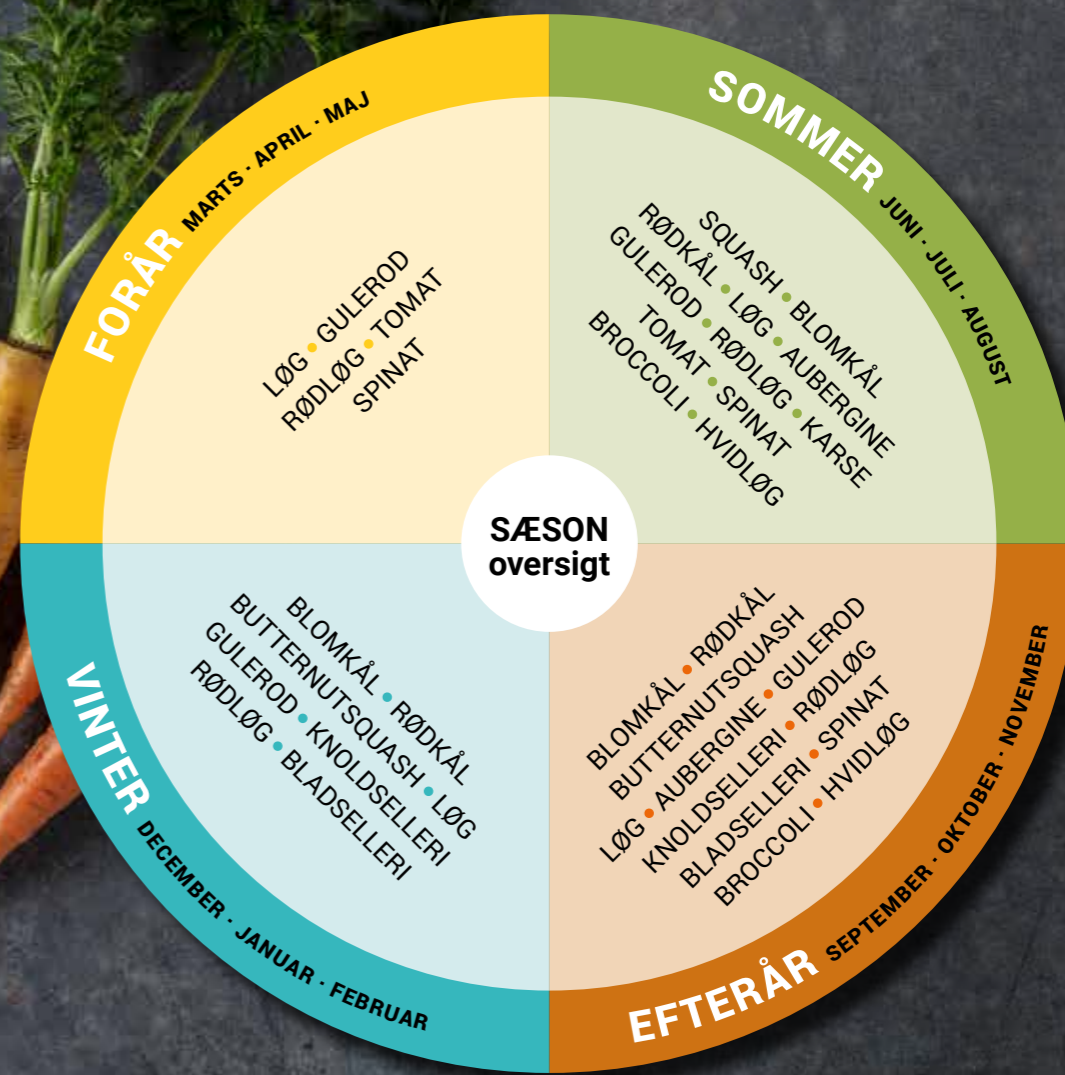 SÆSON
oversigt
FORÅR MARTS · APRIL · MAJ
LØG • GULEROD
RØDLØG • TOMAT
SPINAT
SOMMER JUNI · JULI · AUGUST
SQUASH • BLOMKÅL
RØDKÅL • LØG • AUBERGINE
GULEROD • RØDLØG • KARSE
TOMAT • SPINAT
BROCCOLI • HVIDLØG
EFTERÅR SEPTEMBER · OKTOBER · NOVEMBER
BLOMKÅL • RØDKÅL
BUTTERNUTSQUASH
LØG • AUBERGINE • GULEROD
KNOLDSELLERI • RØDLØG
BLADSELLERI • SPINAT
BROCCOLI • HVIDLØG
VINTER DECEMBER · JANUAR · FEBRUAR
BLOMKÅL • RØDKÅL
BUTTERNUTSQUASH • LØG
GULEROD • KNOLDSELLERI
RØDLØG • BLADSELLERI